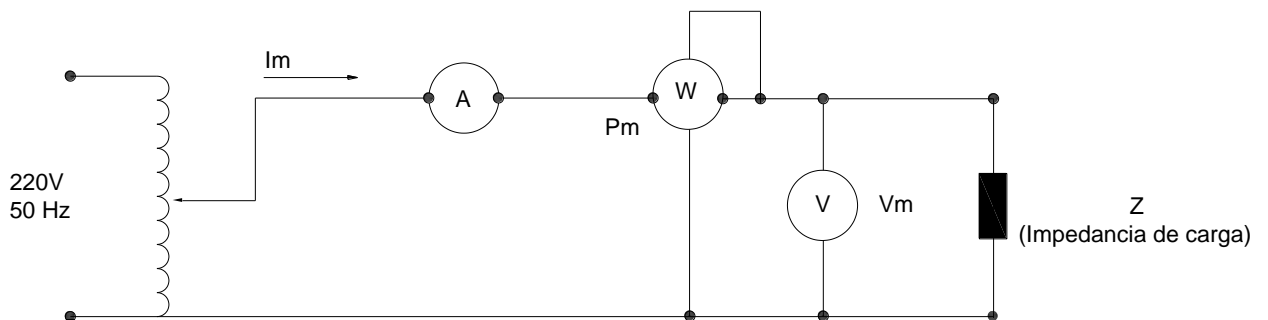 Im
A
W
Pm
220V
50 Hz
V
Vm
Z
(Impedancia de carga)